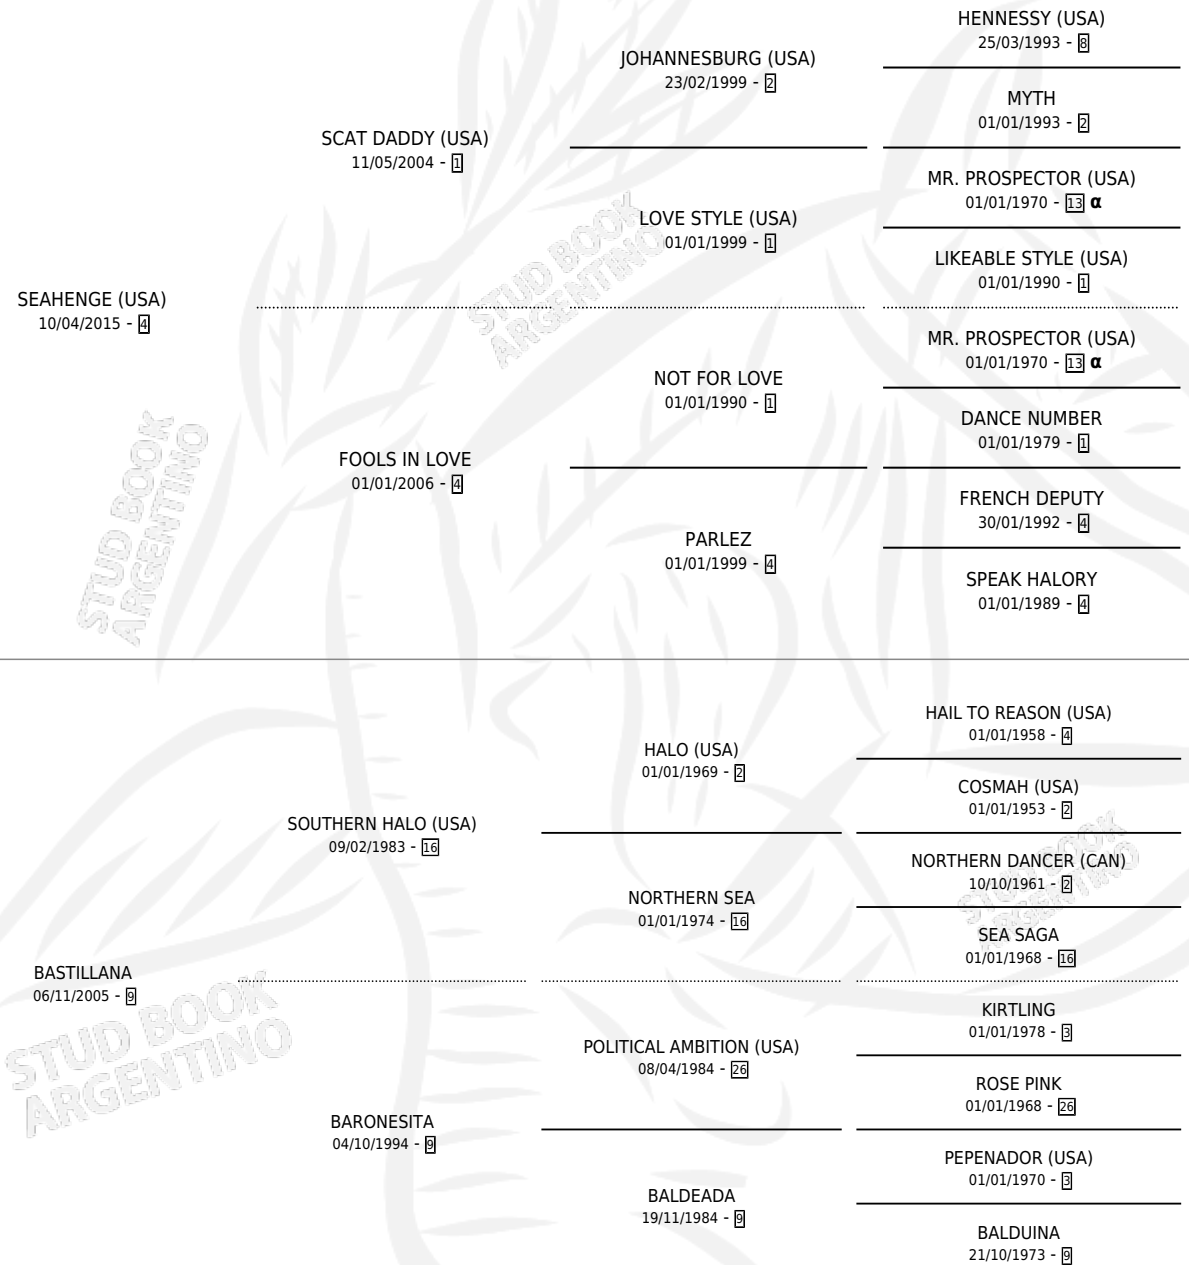 HENNESSY (USA)
25/03/1993 - 8
JOHANNESBURG (USA)
23/02/1999 - 2
MYTH
01/01/1993 - 2
SCAT DADDY (USA)
11/05/2004 - 1
MR. PROSPECTOR (USA)
01/01/1970 - 13 α
LOVE STYLE (USA)
01/01/1999 - 1
LIKEABLE STYLE (USA)
01/01/1990 - 1
SEAHENGE (USA)
10/04/2015 - 4
MR. PROSPECTOR (USA)
01/01/1970 - 13 α
NOT FOR LOVE
01/01/1990 - 1
DANCE NUMBER
01/01/1979 - 1
FOOLS IN LOVE
01/01/2006 - 4
FRENCH DEPUTY
30/01/1992 - 4
PARLEZ
01/01/1999 - 4
SPEAK HALORY
01/01/1989 - 4
HAIL TO REASON (USA)
01/01/1958 - 4
HALO (USA)
01/01/1969 - 2
COSMAH (USA)
01/01/1953 - 2
SOUTHERN HALO (USA)
09/02/1983 - 16
NORTHERN DANCER (CAN)
10/10/1961 - 2
NORTHERN SEA
01/01/1974 - 16
SEA SAGA
01/01/1968 - 16
BASTILLANA
06/11/2005 - 9
KIRTLING
01/01/1978 - 3
POLITICAL AMBITION (USA)
08/04/1984 - 26
ROSE PINK
01/01/1968 - 26
BARONESITA
04/10/1994 - 9
PEPENADOR (USA)
01/01/1970 - 3
BALDEADA
19/11/1984 - 9
BALDUINA
21/10/1973 - 9
STUD BOOK
ARGENTINO
STUD BOOK
ARGENTINO
STUD BOOK
ARGENTINO
STUD BOOK
ARGENTINO